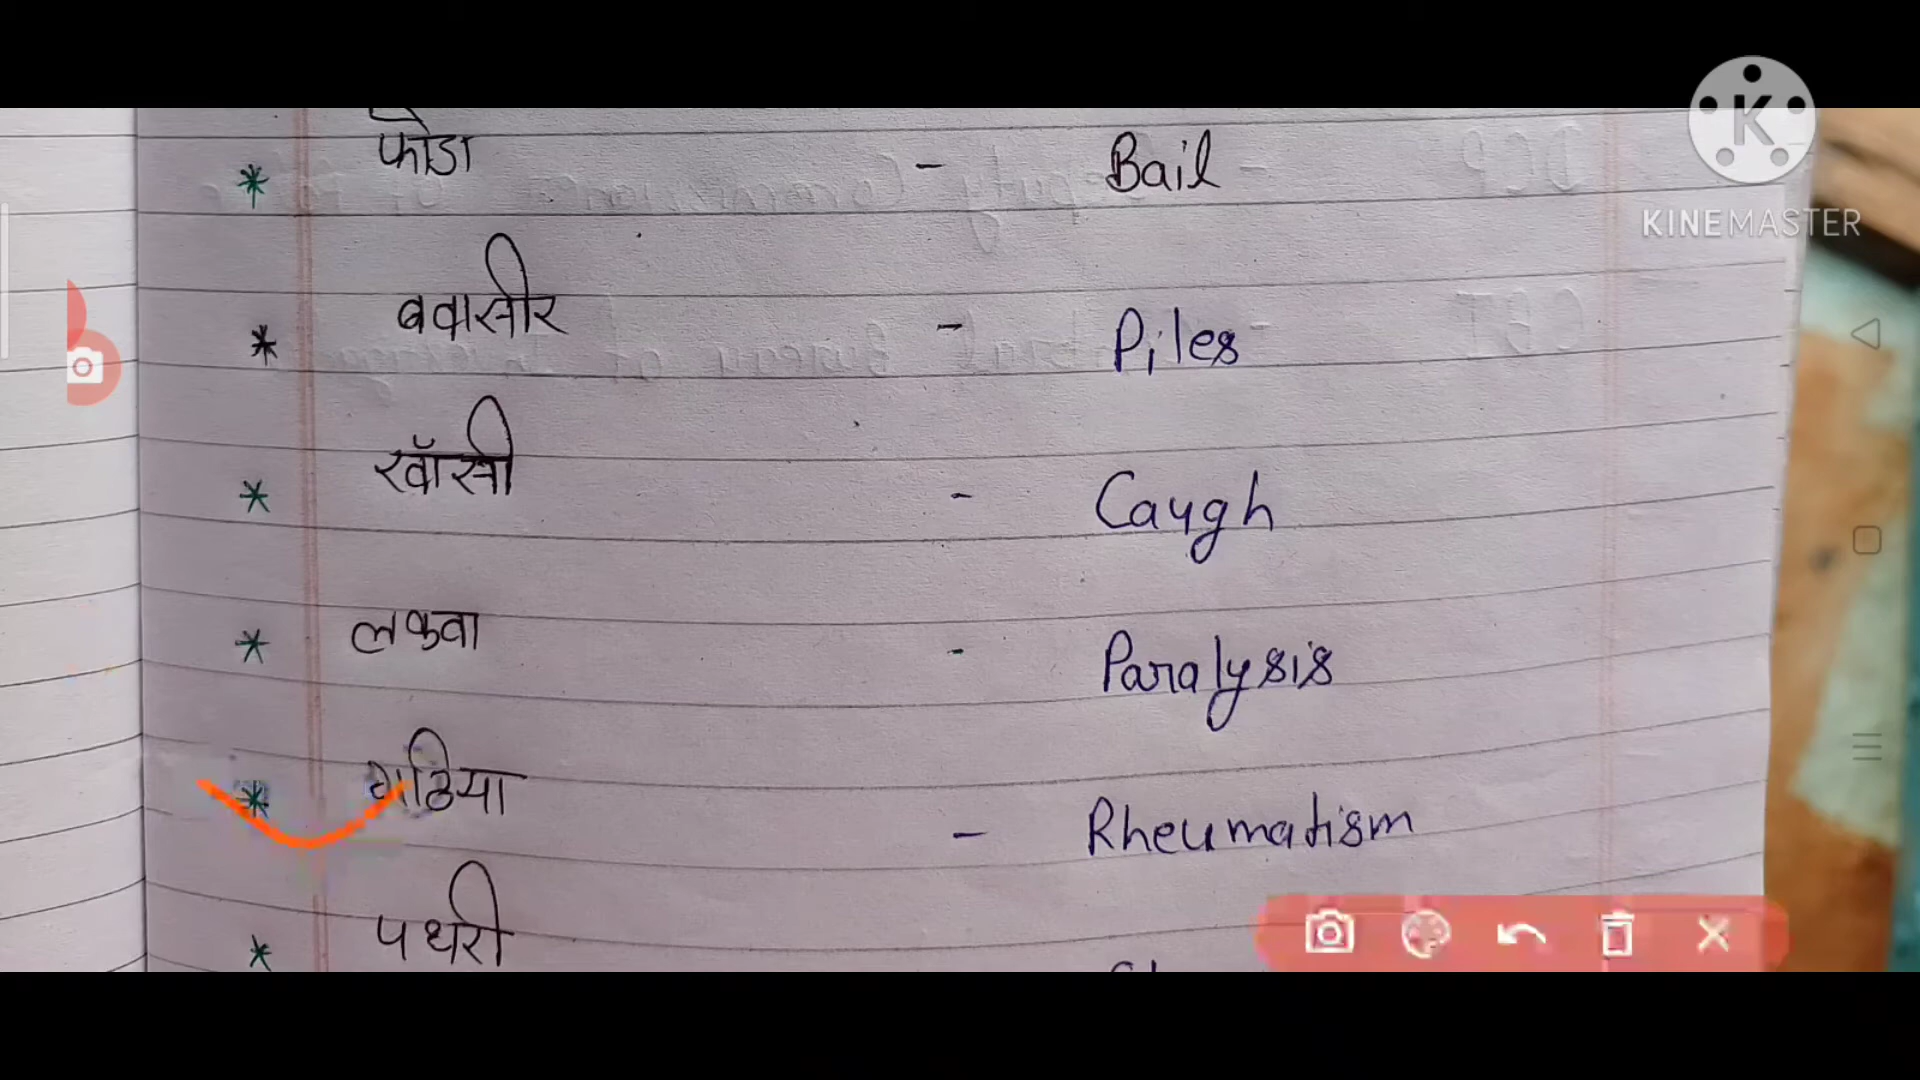 फोडा - Bail
बवासीर - Piles
खॉसी - Caugh
लकवा - Paralysis
गठिया - Rheumatism
पथरी
K
KINEMASTER